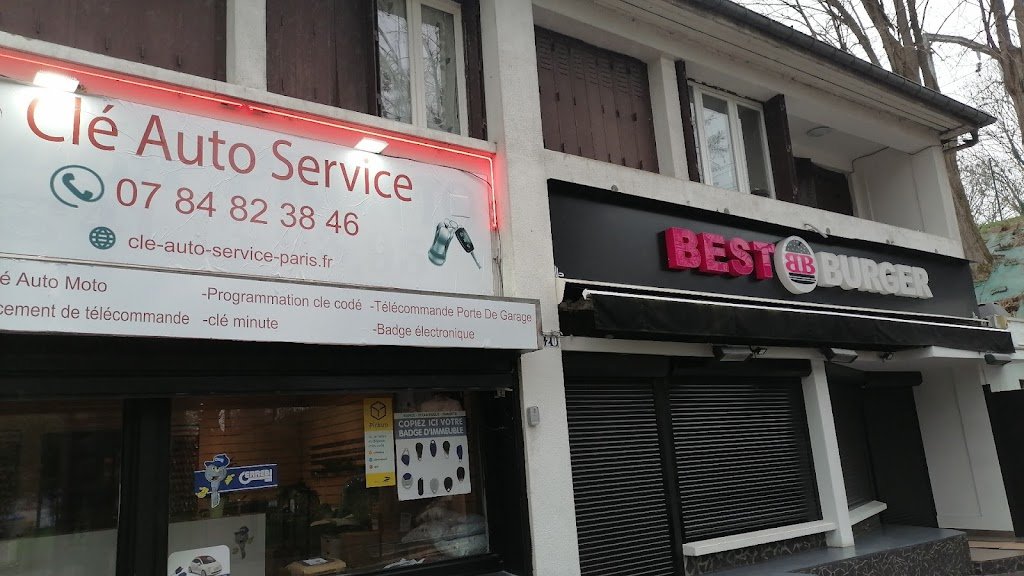 Clé Auto Service
07 84 82 38 46
cle-auto-service-paris.fr
Auto Moto
-Programmation cle codé -Télécommande Porte De Garage
cement de télécommande -clé minute
-Badge électronique
BEST BB BURGER
Pickup
COPIEZ ICI VOTRE
BADGE D'IMMEUBLE